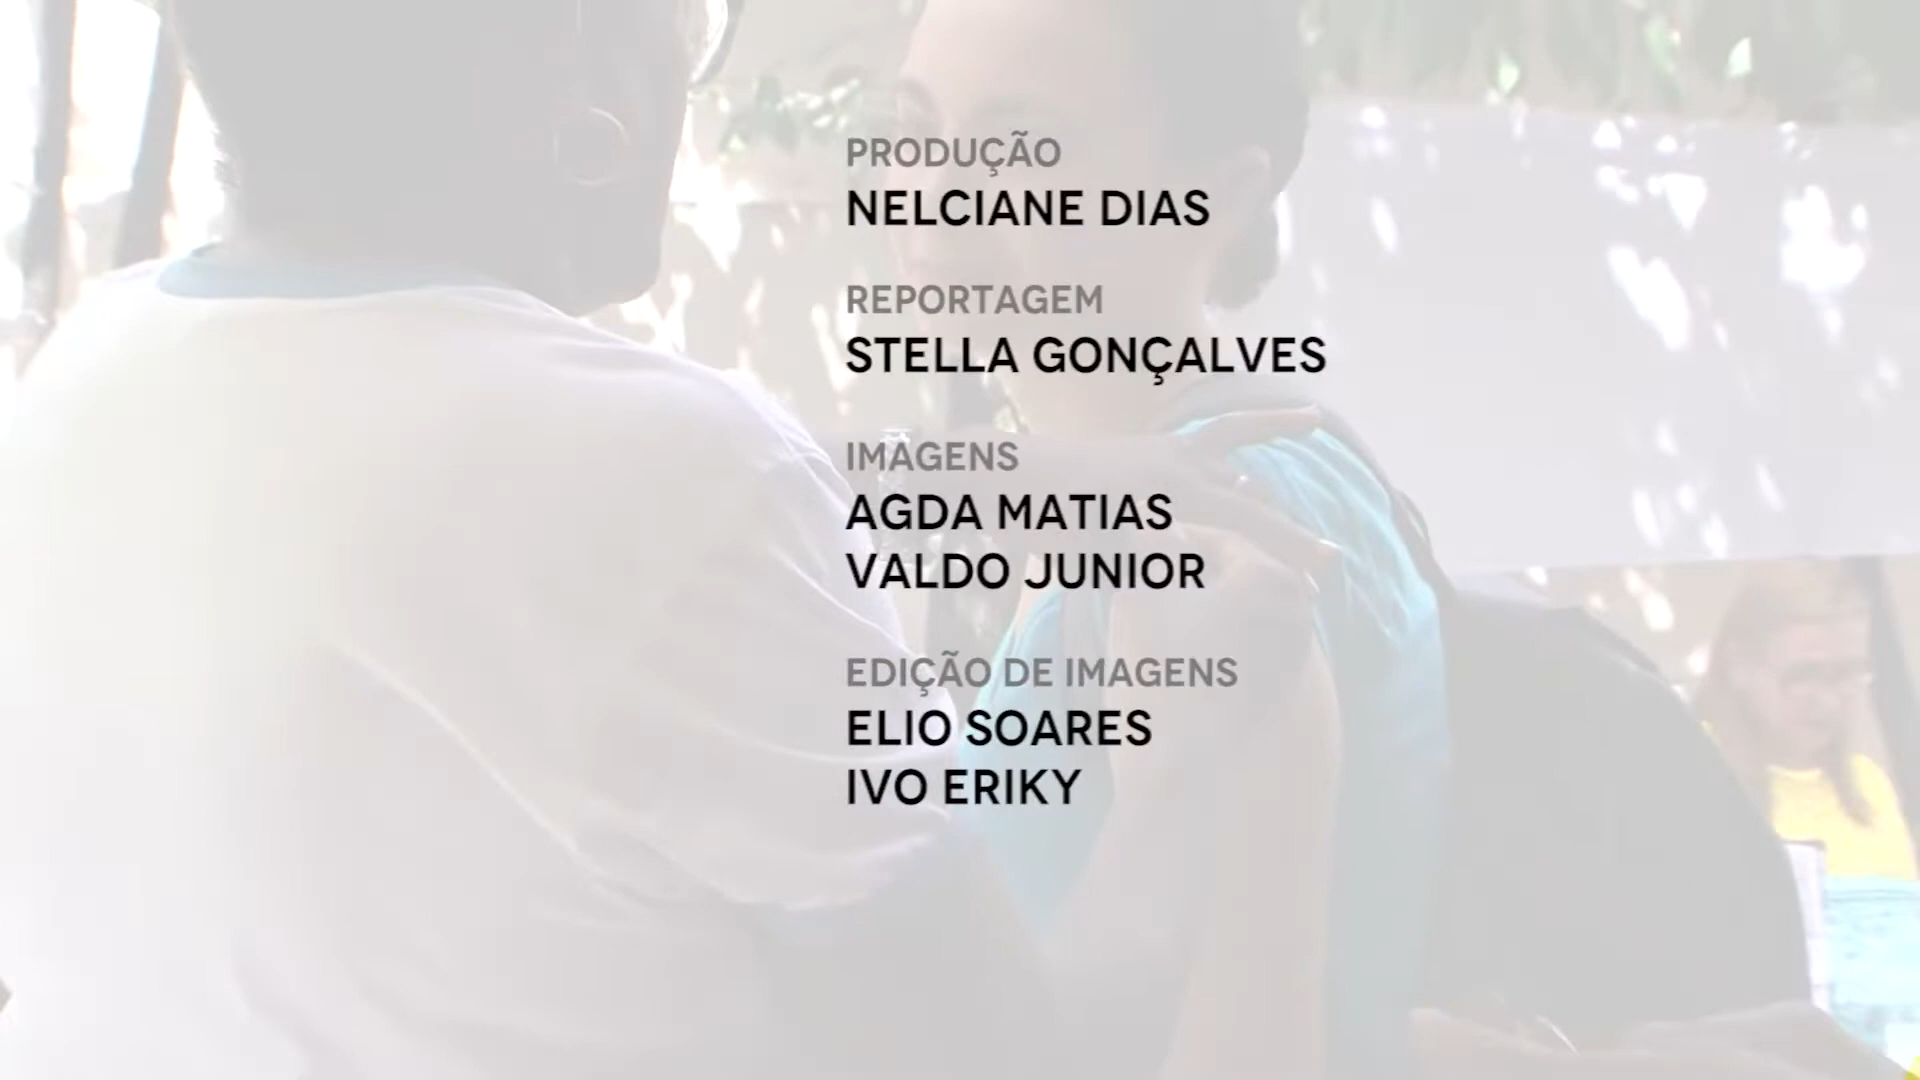 PRODUÇÃO
NELCIANE DIAS
REPORTAGEM
STELLA GONÇALVES
IMAGENS
AGDA MATIAS
VALDO JUNIOR
EDIÇÃO DE IMAGENS
ELIO SOARES
IVO ERIKY